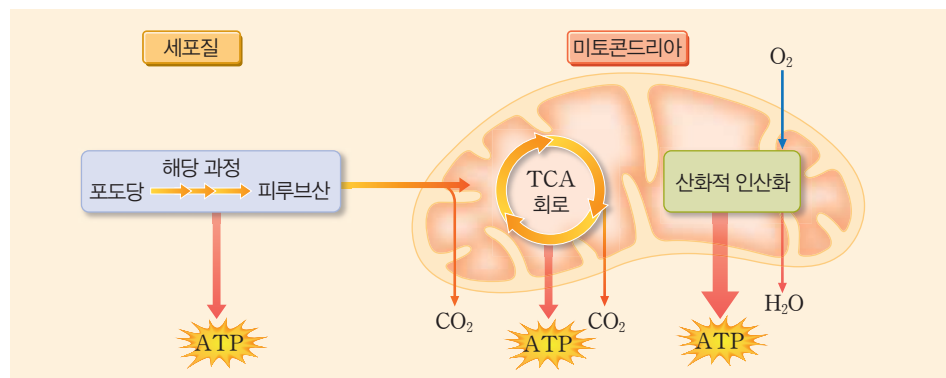 세포질
미토콘드리아
O₂
해당 과정
포도당
피루브산
TCA
회로
산화적 인산화
CO₂
CO₂
H₂O
ATP
ATP
ATP